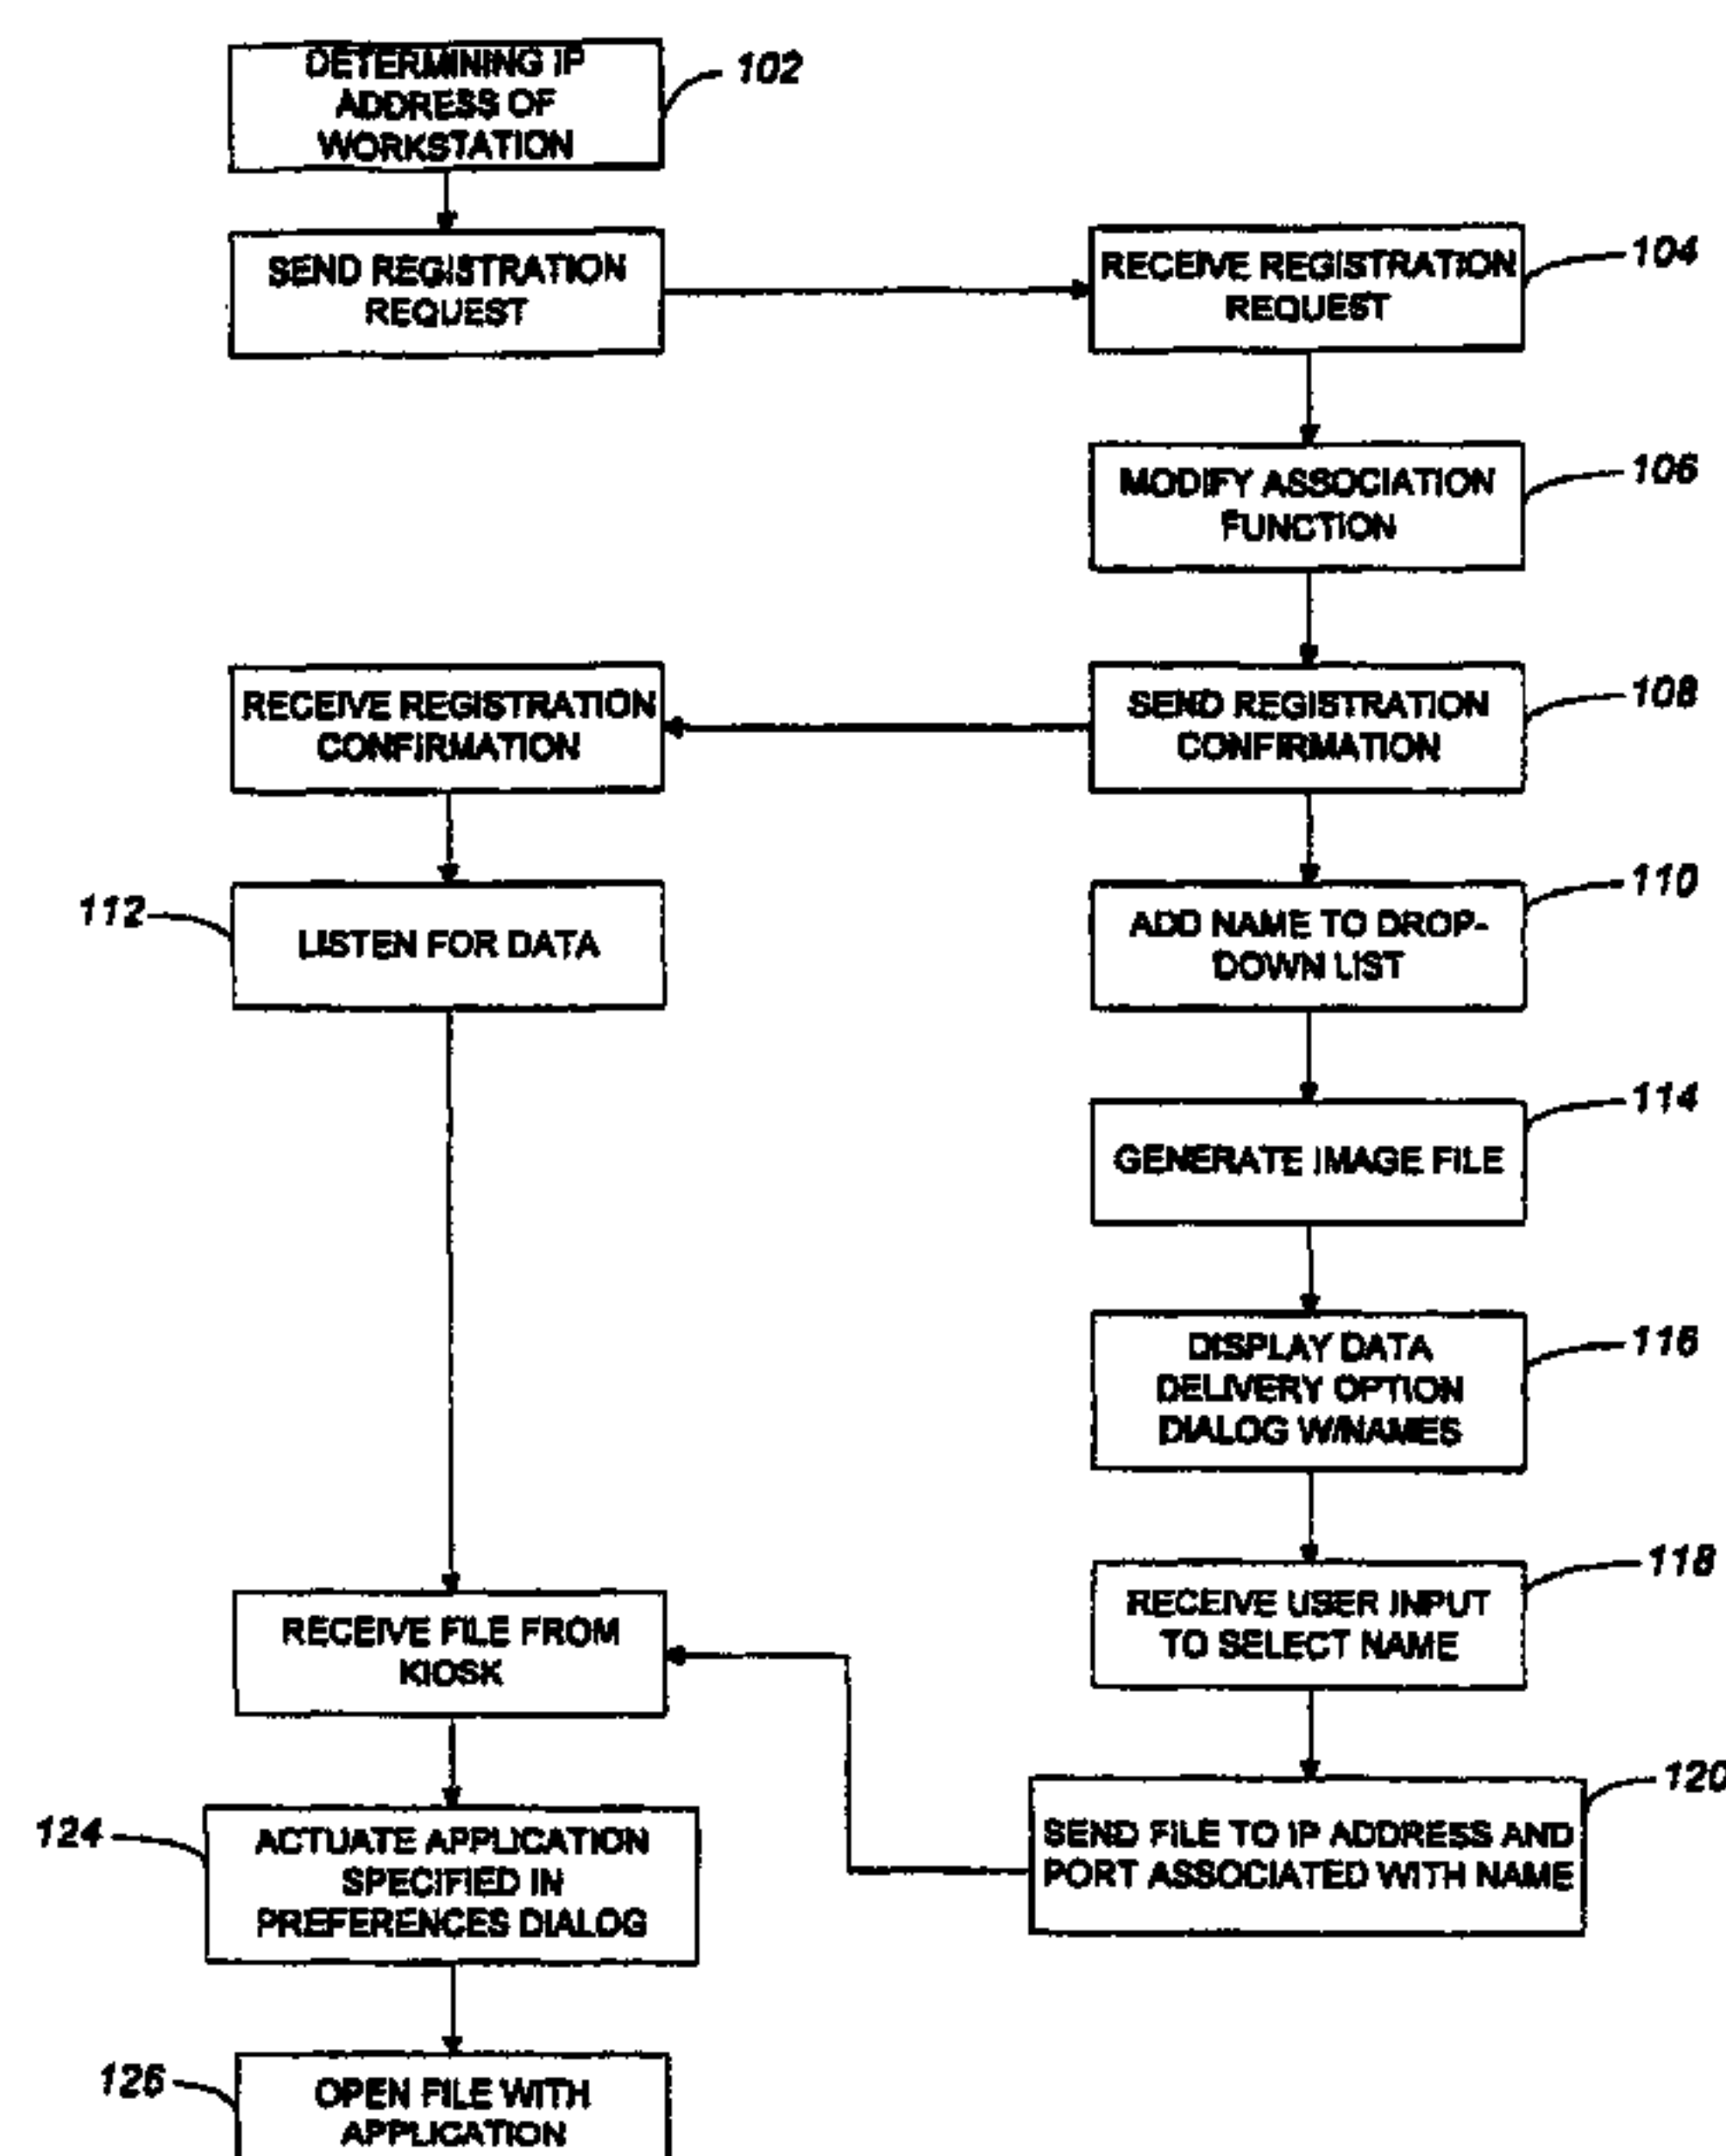 DETERMINING IP
ADDRESS OF
WORKSTATION
102
SEND REGISTRATION
REQUEST
RECEIVE REGISTRATION
REQUEST
104
MODIFY ASSOCIATION
FUNCTION
106
RECEIVE REGISTRATION
CONFIRMATION
SEND REGISTRATION
CONFIRMATION
108
112
LISTEN FOR DATA
ADD NAME TO DROP-
DOWN LIST
110
GENERATE IMAGE FILE
114
DISPLAY DATA
DELIVERY OPTION
DIALOG W/NAMES
116
RECEIVE FILE FROM
KIOSK
RECEIVE USER INPUT
TO SELECT NAME
118
124
ACTUATE APPLICATION
SPECIFIED IN
PREFERENCES DIALOG
SEND FILE TO IP ADDRESS AND
PORT ASSOCIATED WITH NAME
120
126
OPEN FILE WITH
APPLICATION